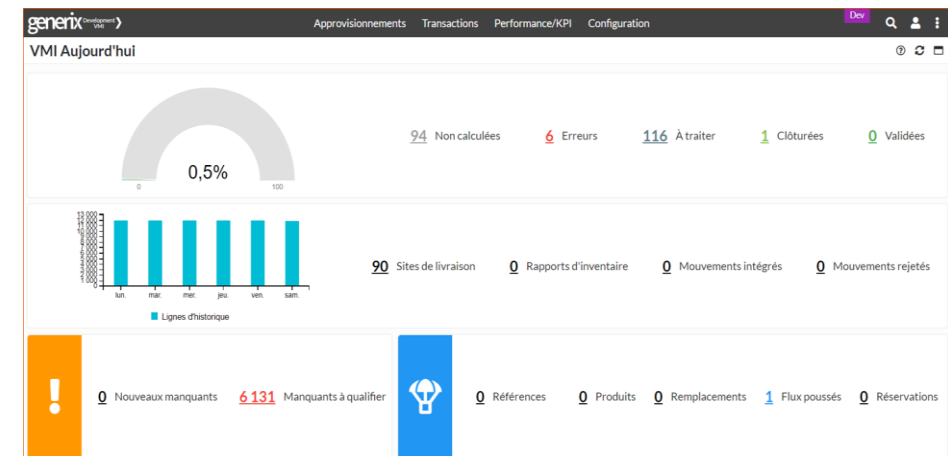 generix Development VMI
Approvisionnements Transactions Performance/KPI Configuration
Dev
VMI Aujourd'hui
0,5%
0 100
94 Non calculées 6 Erreurs 116 À traiter 1 Clôturées 0 Validées
13 000
0
lun. mar. mer. jeu. ven. sam.
Lignes d'historique
90 Sites de livraison 0 Rapports d'inventaire 0 Mouvements intégrés 0 Mouvements rejetés
0 Nouveaux manquants 6 131 Manquants à qualifier
0 Références 0 Produits 0 Remplacements 1 Flux poussés 0 Réservations